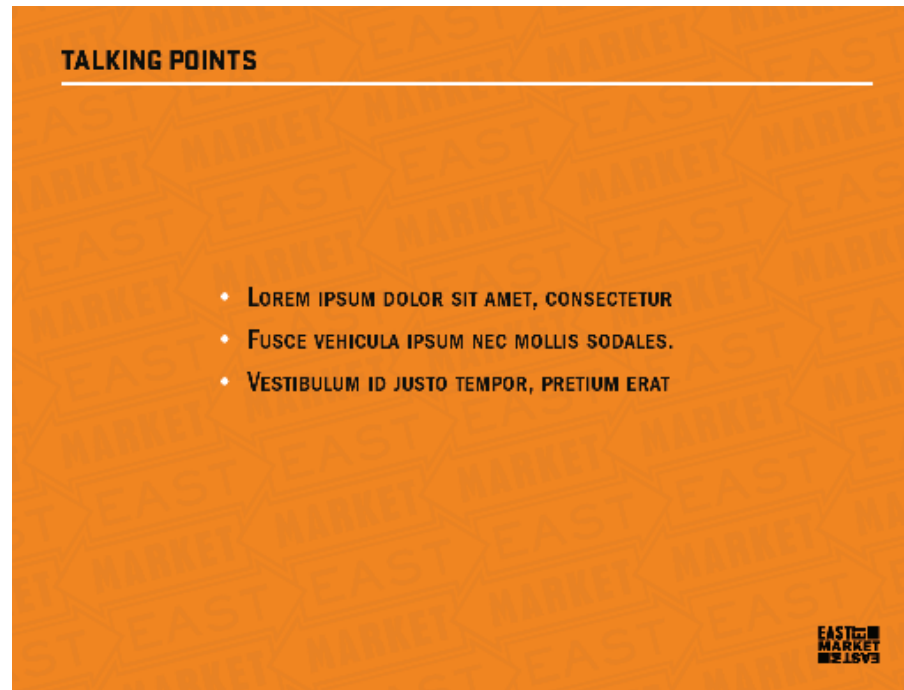 TALKING POINTS
• LOREM IPSUM DOLOR SIT AMET, CONSECTETUR
• FUSCE VEHICULA IPSUM NEC MOLLIS SODALES.
• VESTIBULUM ID JUSTO TEMPOR, PRETIUM ERAT
EAST
MARKET